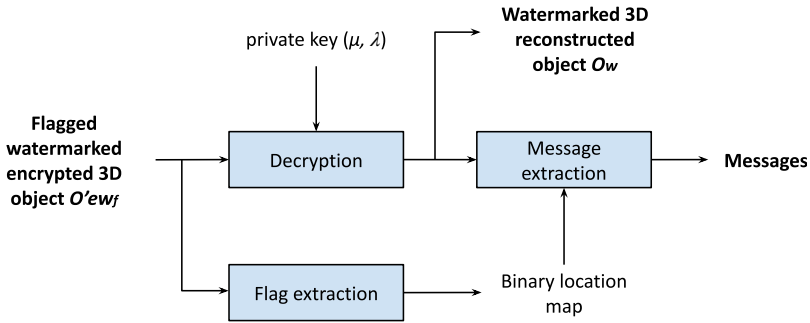 Watermarked 3D
reconstructed
object Ow
private key (μ, λ)
Flagged
watermarked
encrypted 3D
object O’ewf
Decryption
Message
extraction
Messages
Flag extraction
Binary location
map